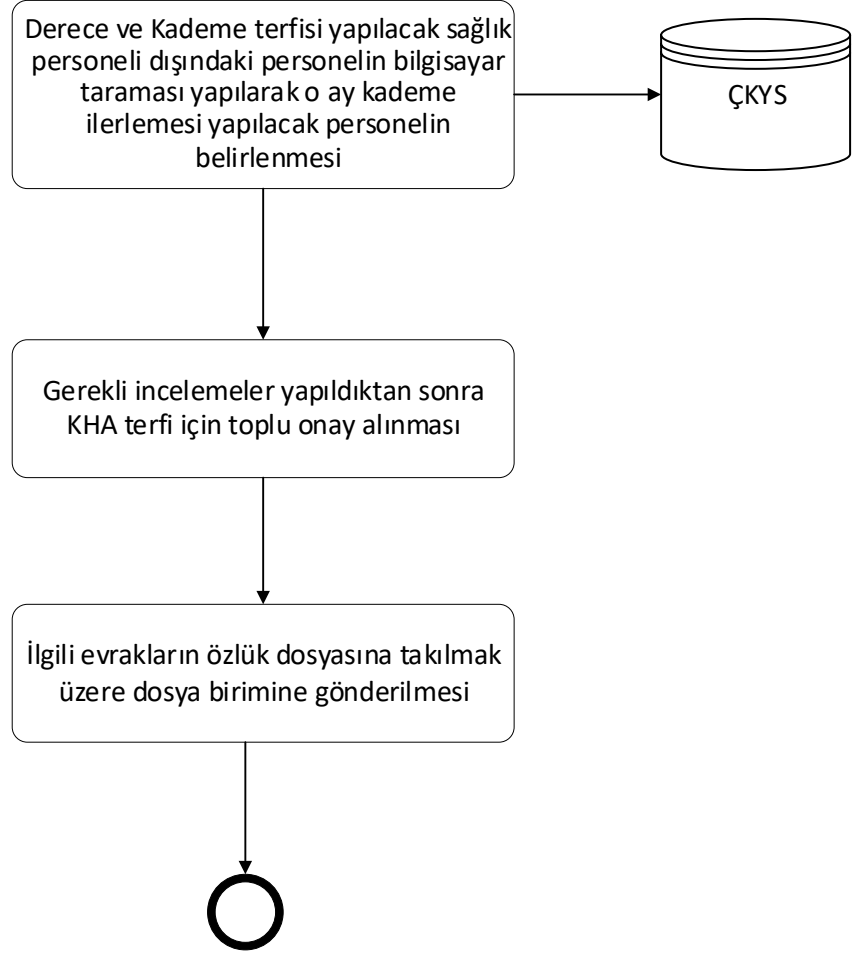 Derece ve Kademe terfisi yapılacak sağlık
personeli dışındaki personelin bilgisayar
taraması yapılarak o ay kademe
ilerlemesi yapılacak personelin
belirlenmesi
ÇKYS
Gerekli incelemeler yapıldıktan sonra
KHA terfi için toplu onay alınması
İlgili evrakların özlük dosyasına takılmak
üzere dosya birimine gönderilmesi